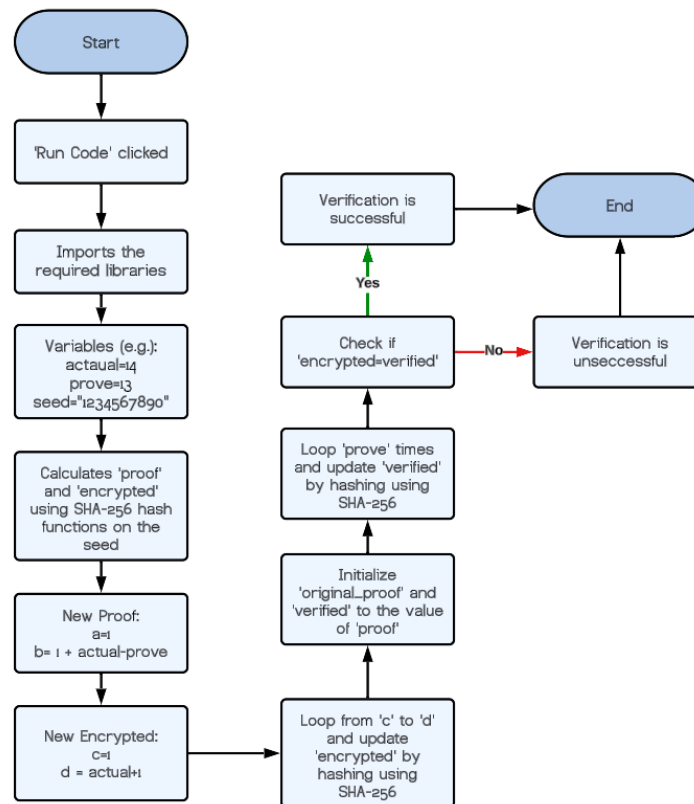 Start
'Run Code' clicked
Imports the
required libraries
Variables (e.g.):
actaual=14
prove=13
seed="1234567890"
Calculates 'proof'
and 'encrypted'
using SHA-256 hash
functions on the
seed
New Proof:
a=1
b= 1 + actual-prove
New Encrypted:
c=1
d = actual+1
Loop from 'c' to 'd'
and update
'encrypted' by
hashing using
SHA-256
Initialize
'original_proof' and
'verified' to the value
of 'proof'
Loop 'prove' times
and update 'verified'
by hashing using
SHA-256
Check if
'encrypted=verified'
Yes
Verification is
successful
No
Verification is
unseccessful
End